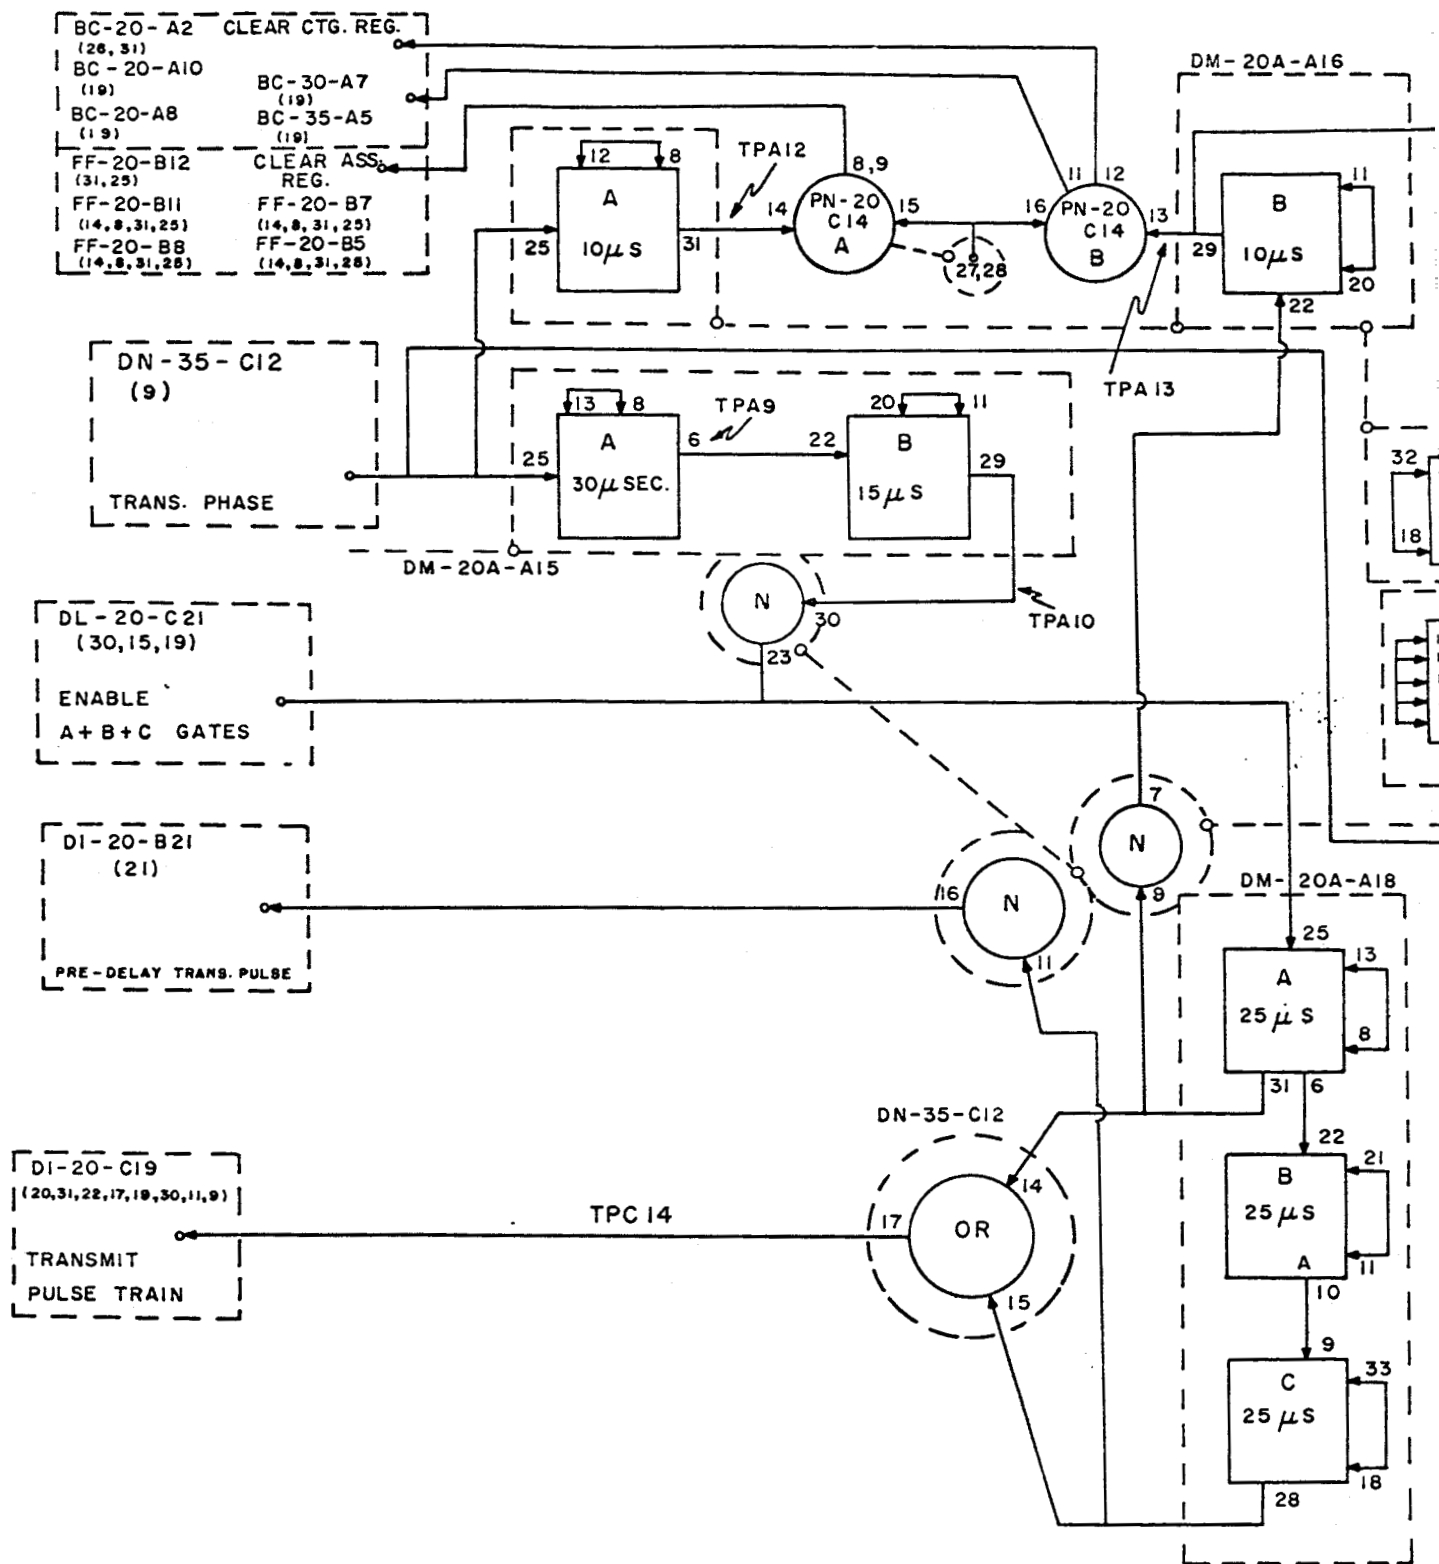 BC-20-A2 CLEAR CTG. REG.
(26, 31)
BC-20-A10
(19)
BC-30-A7
(19)
BC-20-A8
(19)
BC-35-A5
(19)
FF-20-B12
(31,25)
CLEAR ASS.
REG.
FF-20-B11
(14,8,31,25)
FF-20-B7
(14,8,31,25)
FF-20-B8
(14,8,31,25)
FF-20-B5
(14,8,31,25)
12 8
A
10μS
25
31
TPA12
14
8,9
PN-20
C14
A
15
27,28
16
11 12
PN-20
C14
B
13
TPA13
DM-20A-A16
29
B
10μS
11
20
22
DN-35-C12
(9)
TRANS. PHASE
25
13 8
A
30μSEC.
6
TPA9
22
20 11
B
15μS
29
DM-20A-A15
N
30
23
TPA10
32
18
DL-20-C21
(30,15,19)
ENABLE
A+B+C GATES
DI-20-B21
(21)
PRE-DELAY TRANS. PULSE
16
N
11
7
N
9
DM-20A-A18
25
A
25μS
13
8
31 6
22
B
25μS
A
21
11
10
9
C
25μS
33
18
28
DN-35-C12
14
OR
17
15
TPC14
DI-20-C19
(20,31,22,17,19,30,11,9)
TRANSMIT
PULSE TRAIN